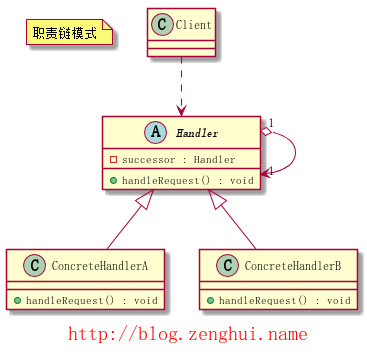 职责链模式
C Client
A Handler
successor : Handler
handleRequest() : void
1
1
C ConcreteHandlerA
handleRequest() : void
C ConcreteHandlerB
handleRequest() : void
http://blog.zenghui.name